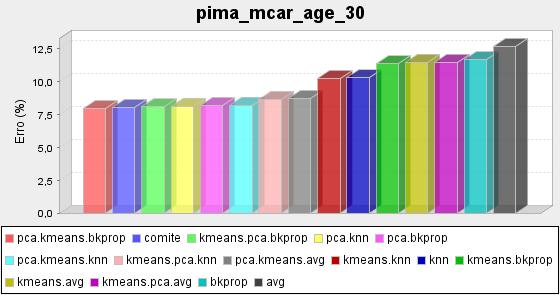 pima_mcar_age_30
Erro (%)
12,5
10,0
7,5
5,0
2,5
0,0
pca.kmeans.bkprop comite kmeans.pca.bkprop pca.knn pca.bkprop
pca.kmeans.knn kmeans.pca.knn pca.kmeans.avg kmeans.knn knn kmeans.bkprop
kmeans.avg kmeans.pca.avg bkprop avg